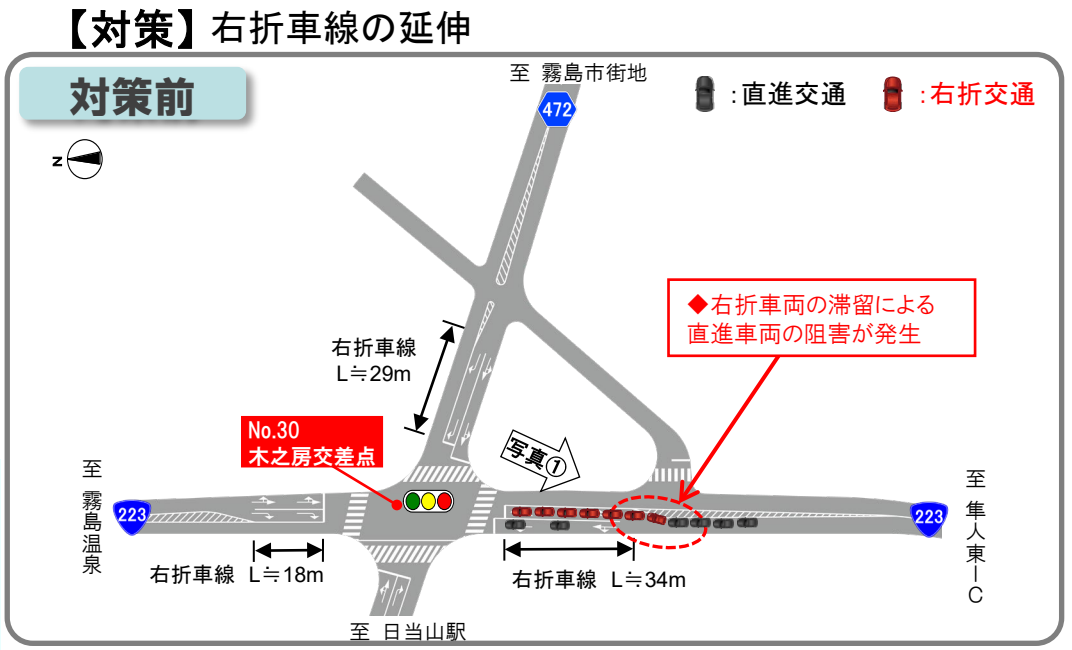 【対策】右折車線の延伸
対策前
至 霧島市街地
:直進交通
:右折交通
472
N
◆右折車両の滞留による
直進車両の阻害が発生
右折車線
L≒29m
No.30
木之房交差点
写真①
至 霧島温泉
223
至 隼人東IC
223
右折車線 L≒18m
右折車線 L≒34m
至 日当山駅